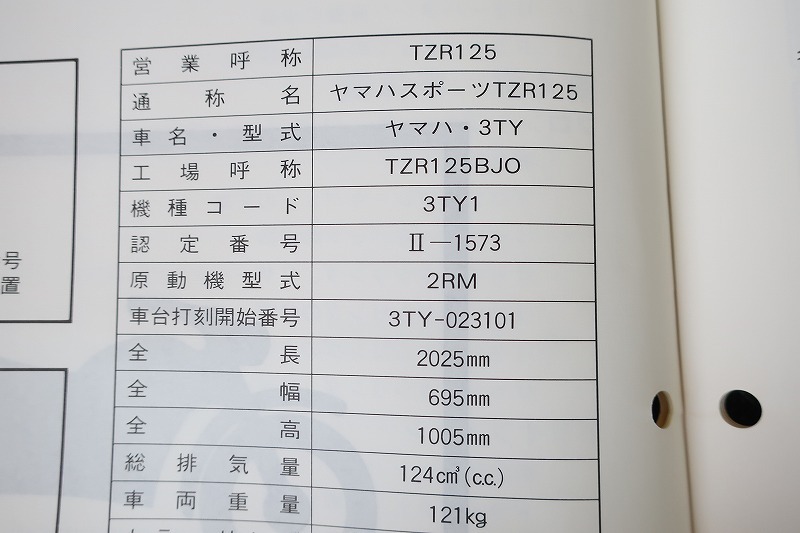 営業呼称 TZR125
通称名 ヤマハスポーツTZR125
車名・型式 ヤマハ・3TY
工場呼称 TZR125BJO
機種コード 3TY1
認定番号 Ⅱ—1573
原動機型式 2RM
車台打刻開始番号 3TY-023101
全長 2025mm
全幅 695mm
全高 1005mm
総排気量 124cm³(c.c.)
車両重量 121kg
号
置